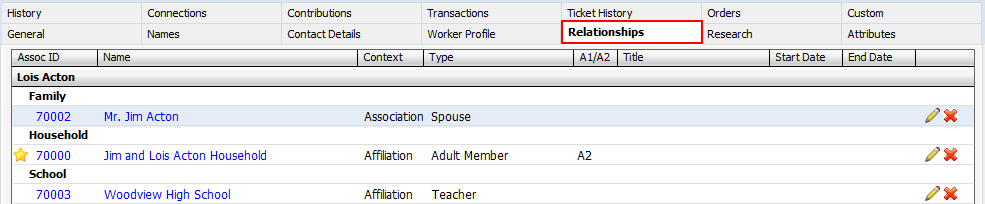 History Connections Contributions Transactions Ticket History Orders Custom
General Names Contact Details Worker Profile Relationships Research Attributes
Assoc ID Name Context Type A1/A2 Title Start Date End Date
Lois Acton
Family
70002 Mr. Jim Acton Association Spouse
Household
70000 Jim and Lois Acton Household Affiliation Adult Member A2
School
70003 Woodview High School Affiliation Teacher